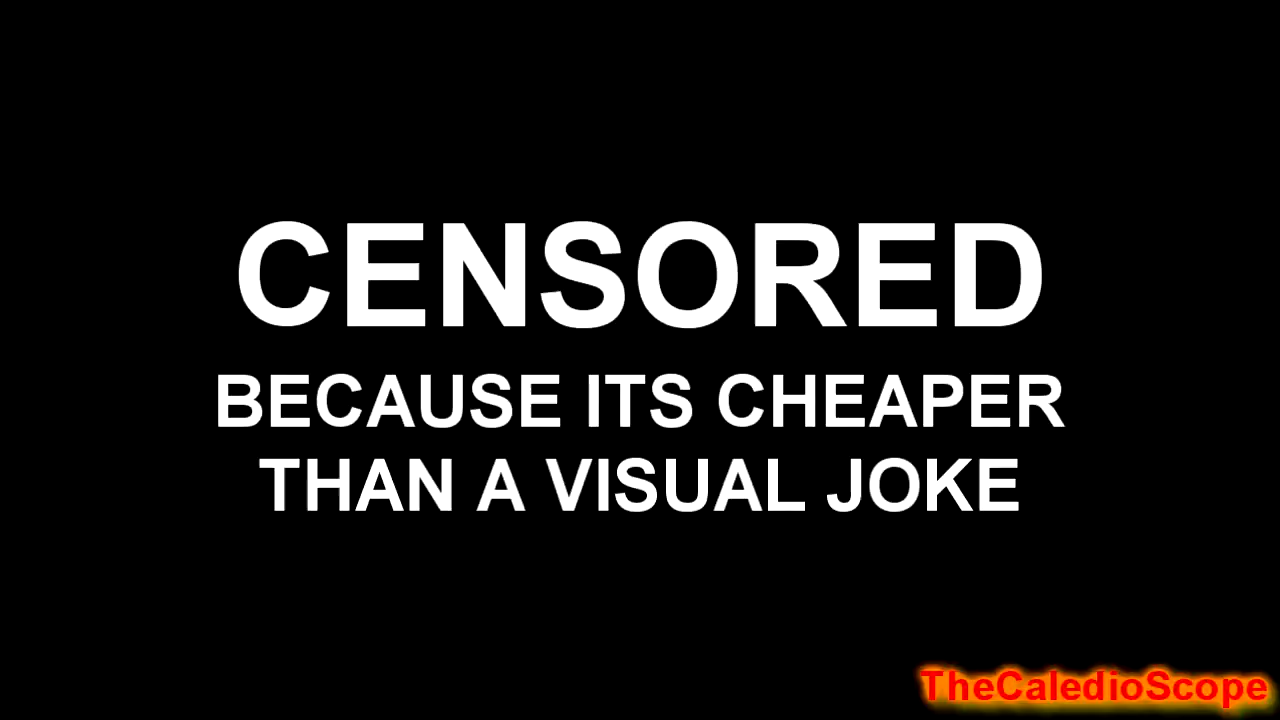 CENSORED
BECAUSE ITS CHEAPER
THAN A VISUAL JOKE
TheCaledioScope